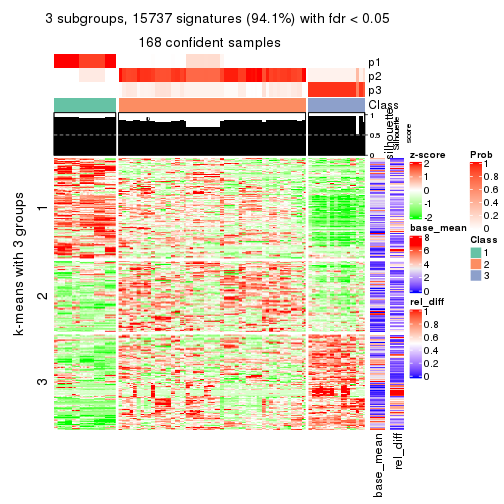 3 subgroups, 15737 signatures (94.1%) with fdr < 0.05
168 confident samples
p1
p2
p3
Class
1
0.5
0
silhouette
Silhouette
score
k-means with 3 groups
1
2
3
base_mean
rel_diff
z-score
2
1
0
-1
-2
base_mean
8
6
4
2
0
rel_diff
1
0.8
0.6
0.4
0.2
0
Prob
1
0.8
0.6
0.4
0.2
0
Class
1
2
3